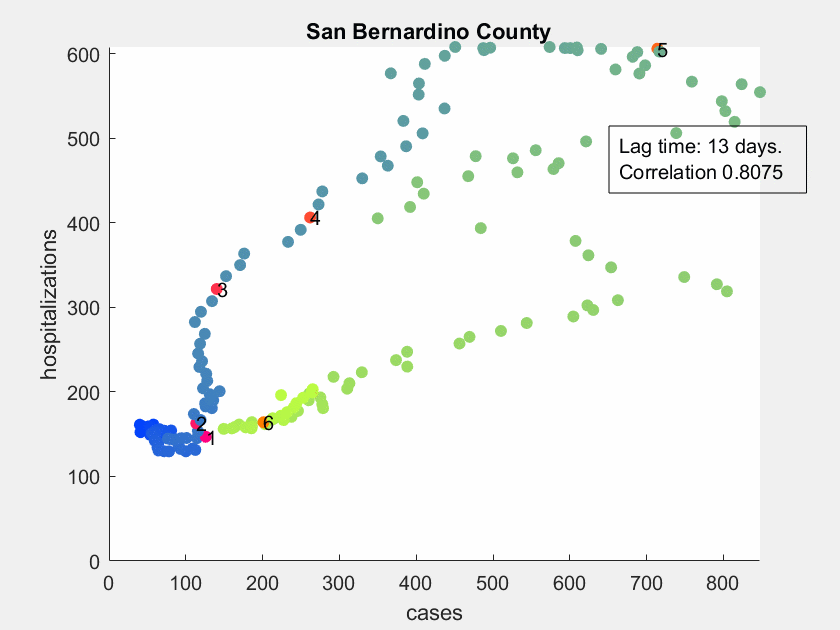 San Bernardino County
600
5
500
Lag time: 13 days.
Correlation 0.8075
400
4
hospitalizations
300
3
200
2
1
6
100
0
0 100 200 300 400 500 600 700 800
cases